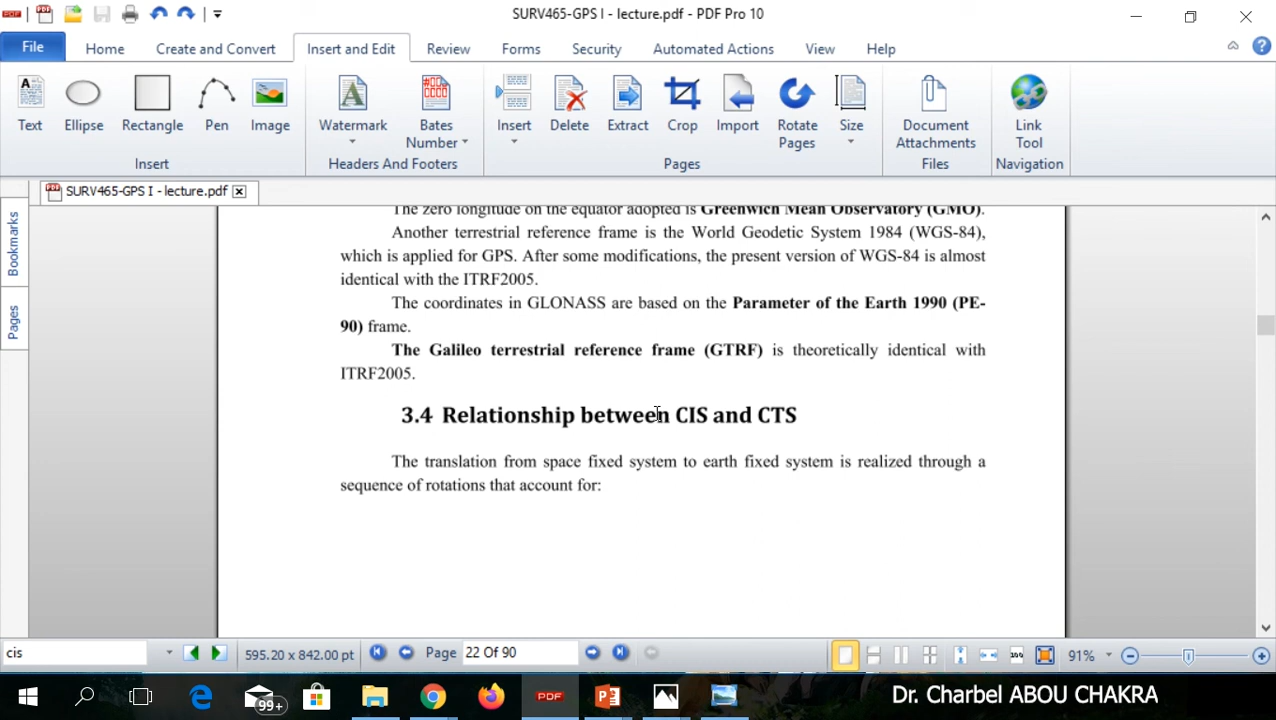 SURV465-GPS I - lecture.pdf - PDF Pro 10
File Home Create and Convert Insert and Edit Review Forms Security Automated Actions View Help
Text Ellipse Rectangle Pen Image Watermark Bates Number Insert Delete Extract Crop Import Rotate Pages Size Document Attachments Link Tool
Insert Headers And Footers Pages Files Navigation
SURV465-GPS I - lecture.pdf
Bookmarks
Pages
The zero longitude on the equator adopted is Greenwich Mean Observatory (GMO).
Another terrestrial reference frame is the World Geodetic System 1984 (WGS-84),
which is applied for GPS. After some modifications, the present version of WGS-84 is almost
identical with the ITRF2005.
The coordinates in GLONASS are based on the Parameter of the Earth 1990 (PE-
90) frame.
The Galileo terrestrial reference frame (GTRF) is theoretically identical with
ITRF2005.
3.4 Relationship between CIS and CTS
The translation from space fixed system to earth fixed system is realized through a
sequence of rotations that account for:
cis 595.20 x 842.00 pt Page 22 Of 90 91%
99+ PDF Dr. Charbel ABOU CHAKRA